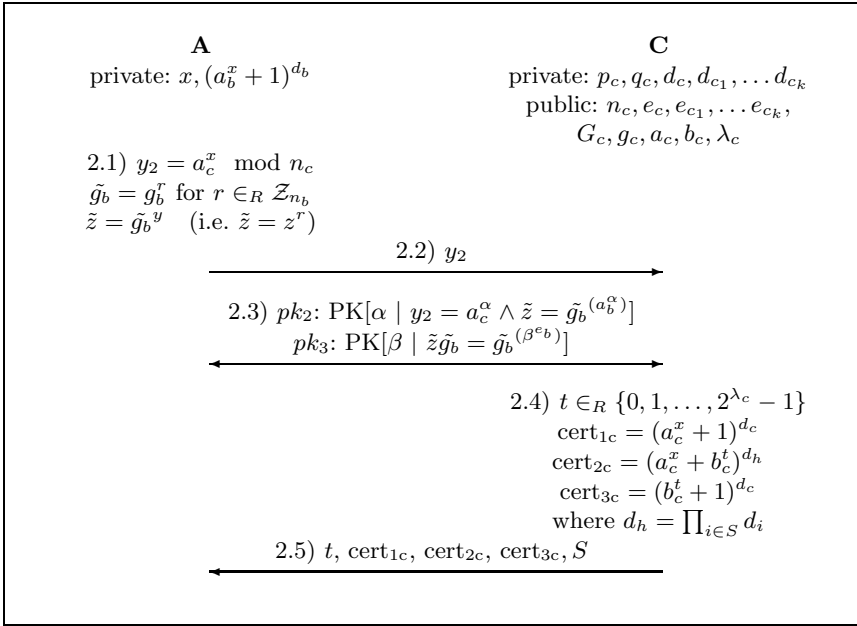 A
private: x, (a_b^x + 1)^{d_b}
C
private: p_c, q_c, d_c, d_{c_1}, … d_{c_k}
public: n_c, e_c, e_{c_1}, … e_{c_k},
G_c, g_c, a_c, b_c, λ_c
2.1) y_2 = a_c^x mod n_c
g̃_b = g_b^r for r ∈_R 𝒵_{n_b}
z̃ = g̃_b^y (i.e. z̃ = z^r)
2.2) y_2
2.3) pk_2: PK[α | y_2 = a_c^α ∧ z̃ = g̃_b^{(a_b^α)}]
pk_3: PK[β | z̃g̃_b = g̃_b^{(β^{e_b})}]
2.4) t ∈_R {0, 1, …, 2^{λ_c} − 1}
cert_{1c} = (a_c^x + 1)^{d_c}
cert_{2c} = (a_c^x + b_c^t)^{d_h}
cert_{3c} = (b_c^t + 1)^{d_c}
where d_h = ∏_{i∈S} d_i
2.5) t, cert_{1c}, cert_{2c}, cert_{3c}, S